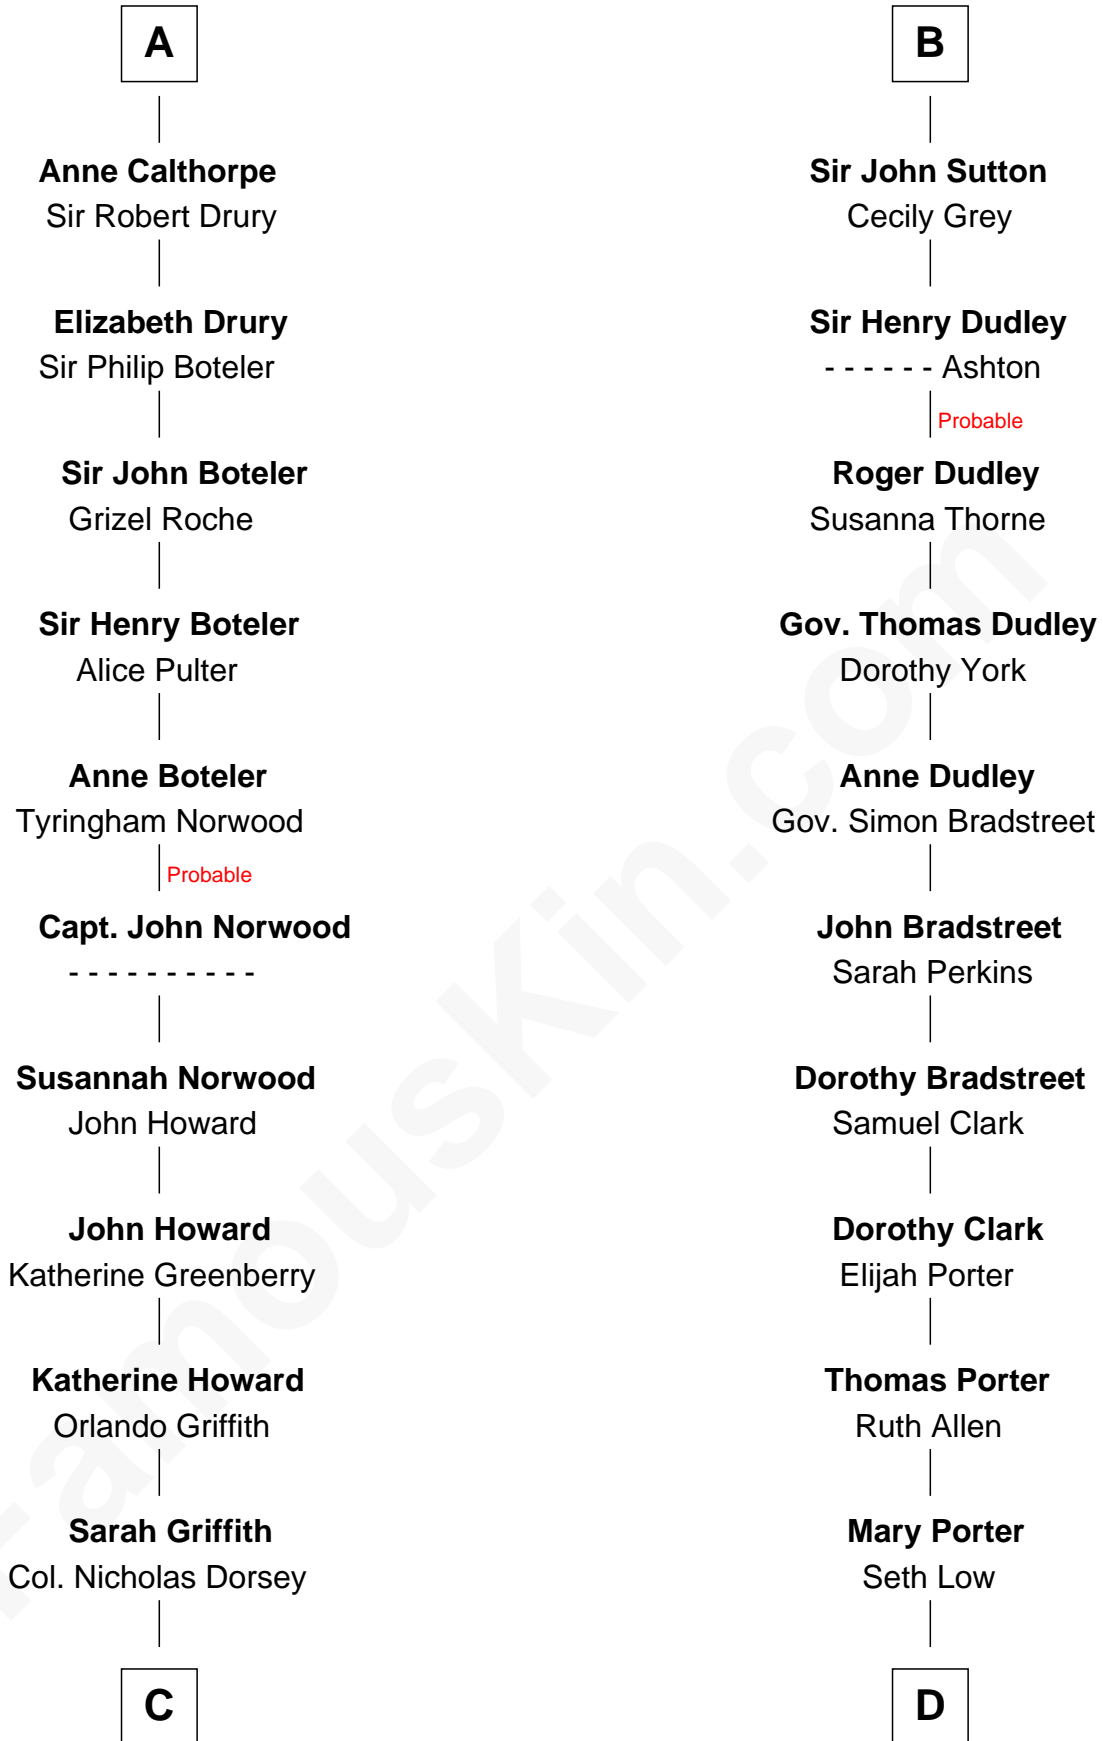 A
Anne Calthorpe
Sir Robert Drury
Elizabeth Drury
Sir Philip Boteler
Sir John Boteler
Grizel Roche
Sir Henry Boteler
Alice Pulter
Anne Boteler
Tyringham Norwood
Probable
Capt. John Norwood
- - - - - - - - - -
Susannah Norwood
John Howard
John Howard
Katherine Greenberry
Katherine Howard
Orlando Griffith
Sarah Griffith
Col. Nicholas Dorsey
C
B
Sir John Sutton
Cecily Grey
Sir Henry Dudley
- - - - - - Ashton
Probable
Roger Dudley
Susanna Thorne
Gov. Thomas Dudley
Dorothy York
Anne Dudley
Gov. Simon Bradstreet
John Bradstreet
Sarah Perkins
Dorothy Bradstreet
Samuel Clark
Dorothy Clark
Elijah Porter
Thomas Porter
Ruth Allen
Mary Porter
Seth Low
D
FamousKin.com